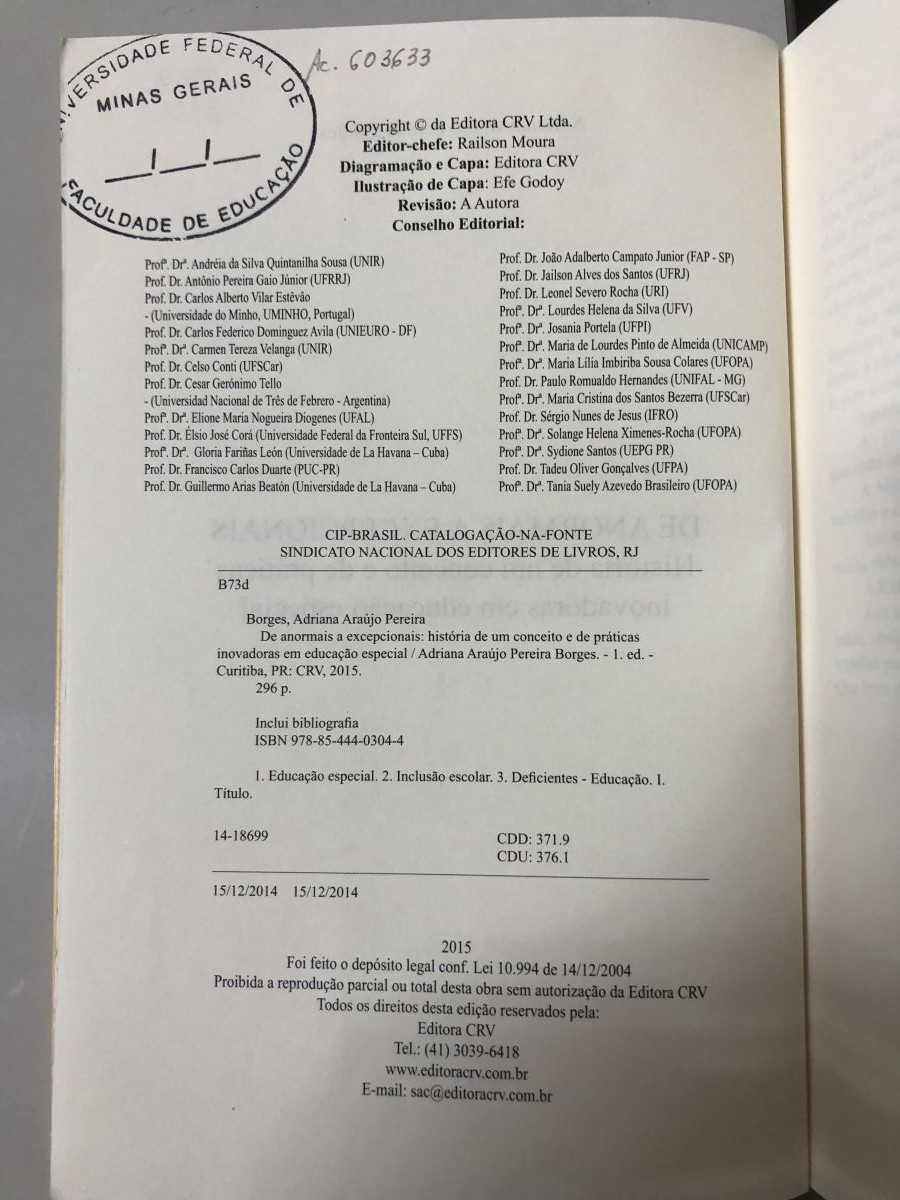 UNIVERSIDADE FEDERAL DE
MINAS GERAIS
FACULDADE DE EDUCAÇÃO
Ac. 603633
Copyright © da Editora CRV Ltda.
Editor-chefe: Railson Moura
Diagramação e Capa: Editora CRV
Ilustração de Capa: Efe Godoy
Revisão: A Autora
Conselho Editorial:
Profª. Drª. Andréia da Silva Quintanilha Sousa (UNIR)
Prof. Dr. Antônio Pereira Gaio Júnior (UFRRJ)
Prof. Dr. Carlos Alberto Vilar Estêvão
- (Universidade do Minho, UMINHO, Portugal)
Prof. Dr. Carlos Federico Dominguez Avila (UNIEURO - DF)
Profª. Drª. Carmen Tereza Velanga (UNIR)
Prof. Dr. Celso Conti (UFSCar)
Prof. Dr. Cesar Gerónimo Tello
- (Universidad Nacional de Três de Febrero - Argentina)
Profª. Drª. Elione Maria Nogueira Diogenes (UFAL)
Prof. Dr. Élsio José Corá (Universidade Federal da Fronteira Sul, UFFS)
Profª. Drª. Gloria Fariñas León (Universidade de La Havana – Cuba)
Prof. Dr. Francisco Carlos Duarte (PUC-PR)
Prof. Dr. Guillermo Arias Beatón (Universidade de La Havana – Cuba)
Prof. Dr. João Adalberto Campato Junior (FAP - SP)
Prof. Dr. Jailson Alves dos Santos (UFRJ)
Prof. Dr. Leonel Severo Rocha (URI)
Profª. Drª. Lourdes Helena da Silva (UFV)
Profª. Drª. Josania Portela (UFPI)
Profª. Drª. Maria de Lourdes Pinto de Almeida (UNICAMP)
Profª. Drª. Maria Lília Imbiriba Sousa Colares (UFOPA)
Prof. Dr. Paulo Romualdo Hernandes (UNIFAL - MG)
Profª. Drª. Maria Cristina dos Santos Bezerra (UFSCar)
Prof. Dr. Sérgio Nunes de Jesus (IFRO)
Profª. Drª. Solange Helena Ximenes-Rocha (UFOPA)
Profª. Drª. Sydione Santos (UEPG PR)
Prof. Dr. Tadeu Oliver Gonçalves (UFPA)
Profª. Drª. Tania Suely Azevedo Brasileiro (UFOPA)
CIP-BRASIL. CATALOGAÇÃO-NA-FONTE
SINDICATO NACIONAL DOS EDITORES DE LIVROS, RJ
B73d
Borges, Adriana Araújo Pereira
De anormais a excepcionais: história de um conceito e de práticas
inovadoras em educação especial / Adriana Araújo Pereira Borges. - 1. ed. -
Curitiba, PR: CRV, 2015.
296 p.
Inclui bibliografia
ISBN 978-85-444-0304-4
1. Educação especial. 2. Inclusão escolar. 3. Deficientes - Educação. I.
Título.
14-18699
CDD: 371.9
CDU: 376.1
15/12/2014 15/12/2014
2015
Foi feito o depósito legal conf. Lei 10.994 de 14/12/2004
Proibida a reprodução parcial ou total desta obra sem autorização da Editora CRV
Todos os direitos desta edição reservados pela:
Editora CRV
Tel.: (41) 3039-6418
www.editoracrv.com.br
E-mail: sac@editoracrv.com.br